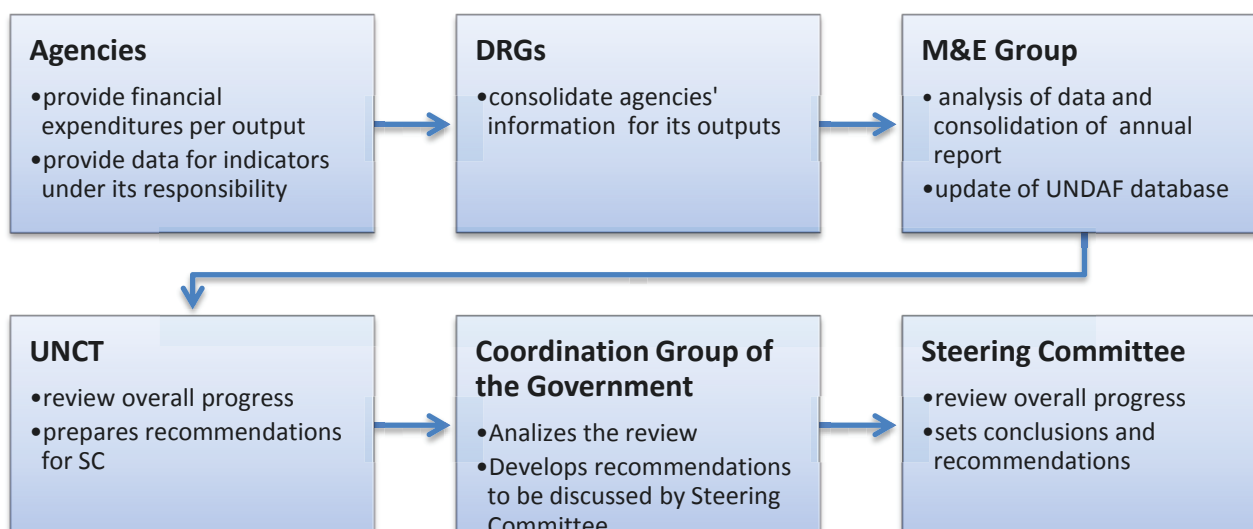 Agencies
•provide financial
expenditures per output
•provide data for indicators
under its responsibility
DRGs
•consolidate agencies'
information for its outputs
M&E Group
• analysis of data and
consolidation of annual
report
•update of UNDAF database
UNCT
•review overall progress
•prepares recommendations
for SC
Coordination Group of
the Government
•Analizes the review
•Develops recommendations
to be discussed by Steering
Committee
Steering Committee
•review overall progress
•sets conclusions and
recommendations